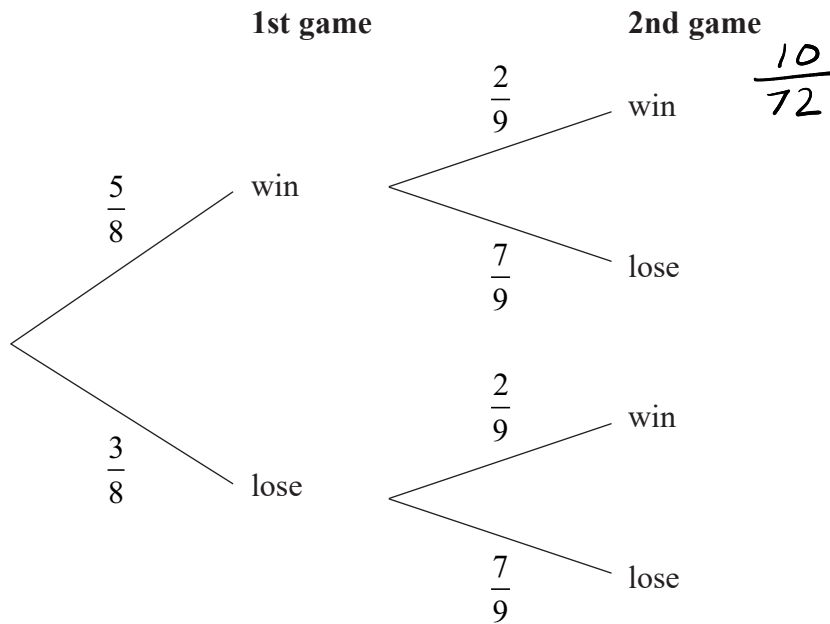 1st game 2nd game
10/72
2/9 win
5/8 win
7/9 lose
2/9 win
3/8 lose
7/9 lose